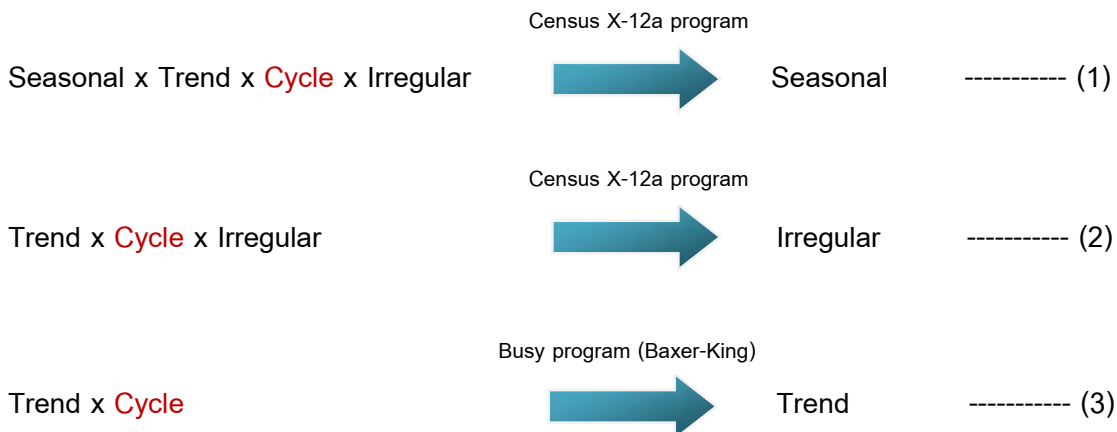 Census X-12a program
Seasonal x Trend x Cycle x Irregular Seasonal ----------- (1)
Census X-12a program
Trend x Cycle x Irregular Irregular ----------- (2)
Busy program (Baxer-King)
Trend x Cycle Trend ----------- (3)